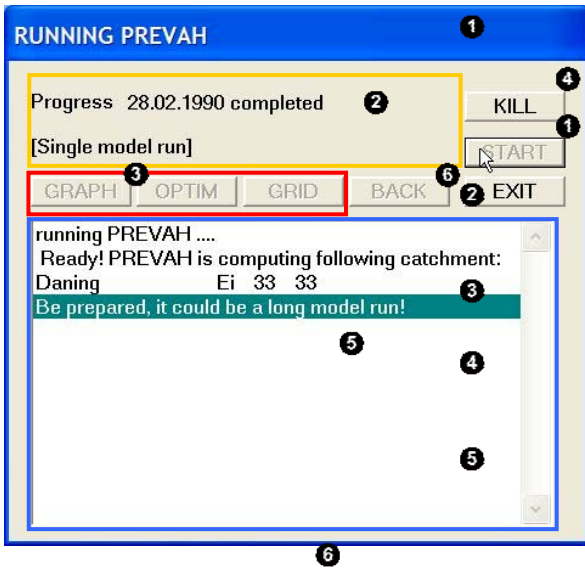 RUNNING PREVAH 1
4
Progress 28.02.1990 completed 2 KILL
1
[Single model run] START
3 6
GRAPH OPTIM GRID BACK 2 EXIT
running PREVAH ....
Ready! PREVAH is computing following catchment:
Daning Ei 33 33 3
Be prepared, it could be a long model run!
5
4
5
6